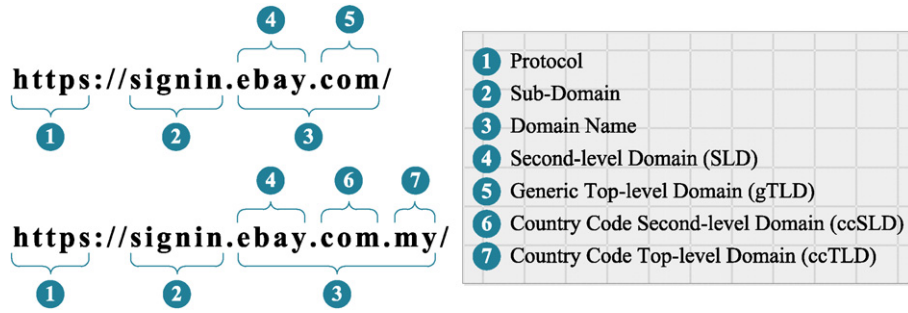 4 5
https://signin.ebay.com/
1 2 3
4 6 7
https://signin.ebay.com.my/
1 2 3
1 Protocol
2 Sub-Domain
3 Domain Name
4 Second-level Domain (SLD)
5 Generic Top-level Domain (gTLD)
6 Country Code Second-level Domain (ccSLD)
7 Country Code Top-level Domain (ccTLD)